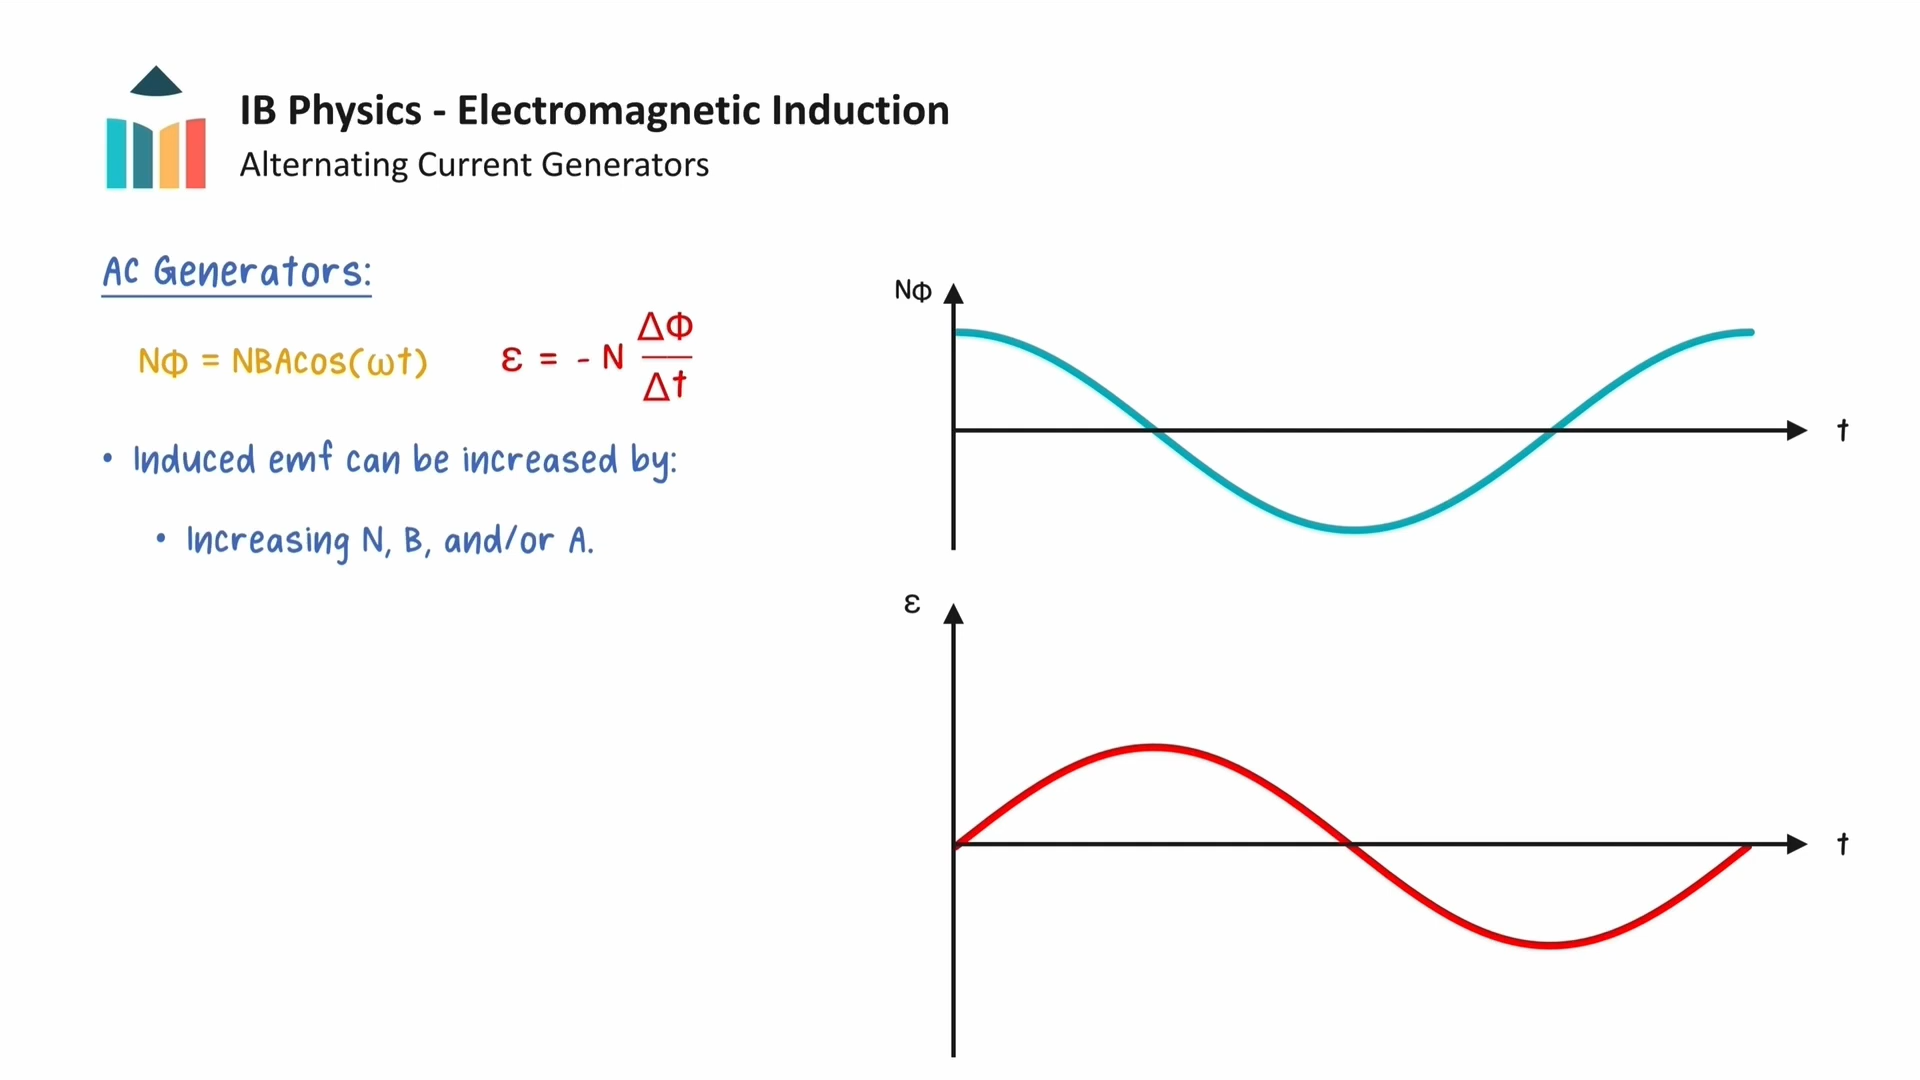 IB Physics - Electromagnetic Induction
Alternating Current Generators
AC Generators:
NΦ = NBAcos(ωt)
ε = - N ΔΦ / Δt
• Induced emf can be increased by:
• Increasing N, B, and/or A.
NΦ
t
ε
t